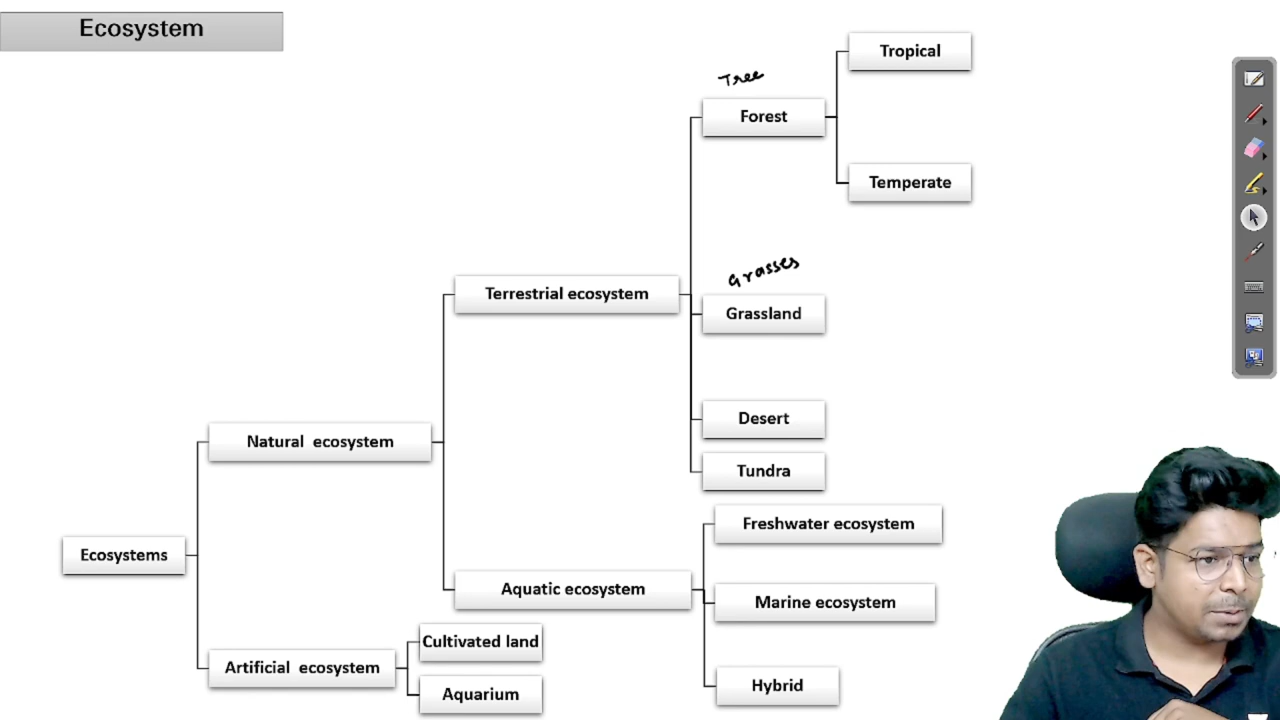 Ecosystem
Tropical
Tree
Forest
Temperate
Grasses
Terrestrial ecosystem
Grassland
Desert
Natural ecosystem
Tundra
Freshwater ecosystem
Ecosystems
Aquatic ecosystem
Marine ecosystem
Cultivated land
Artificial ecosystem
Hybrid
Aquarium